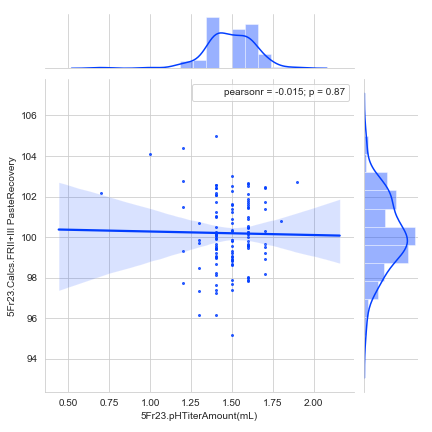 pearsonr = -0.015; p = 0.87
106
104
102
100
98
96
94
5Fr23.Calcs.FRII+III PasteRecovery
0.50 0.75 1.00 1.25 1.50 1.75 2.00
5Fr23.pHTiterAmount(mL)